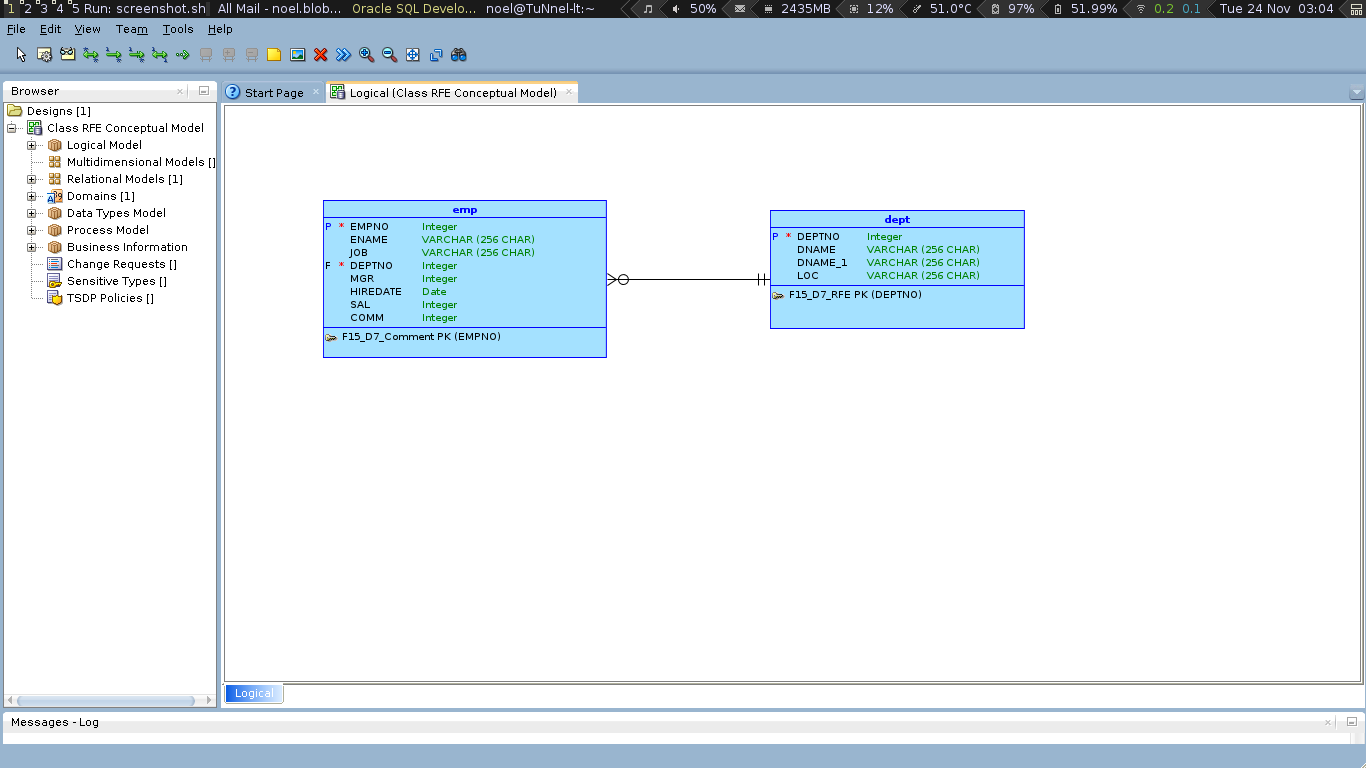 1 2 3 4 5 Run: screenshot.sh All Mail - noel.blob... Oracle SQL Develo... noel@TuNnel-lt:~ 50% 2435MB 12% 51.0°C 97% 51.99% 0.2 0.1 Tue 24 Nov 03:04
File Edit View Team Tools Help
Browser
Start Page
Logical (Class RFE Conceptual Model)
Designs [1]
Class RFE Conceptual Model
Logical Model
Multidimensional Models []
Relational Models [1]
Domains [1]
Data Types Model
Process Model
Business Information
Change Requests []
Sensitive Types []
TSDP Policies []
emp
P * EMPNO Integer
ENAME VARCHAR (256 CHAR)
JOB VARCHAR (256 CHAR)
F * DEPTNO Integer
MGR Integer
HIREDATE Date
SAL Integer
COMM Integer
F15_D7_Comment PK (EMPNO)
dept
P * DEPTNO Integer
DNAME VARCHAR (256 CHAR)
DNAME_1 VARCHAR (256 CHAR)
LOC VARCHAR (256 CHAR)
F15_D7_RFE PK (DEPTNO)
Logical
Messages - Log